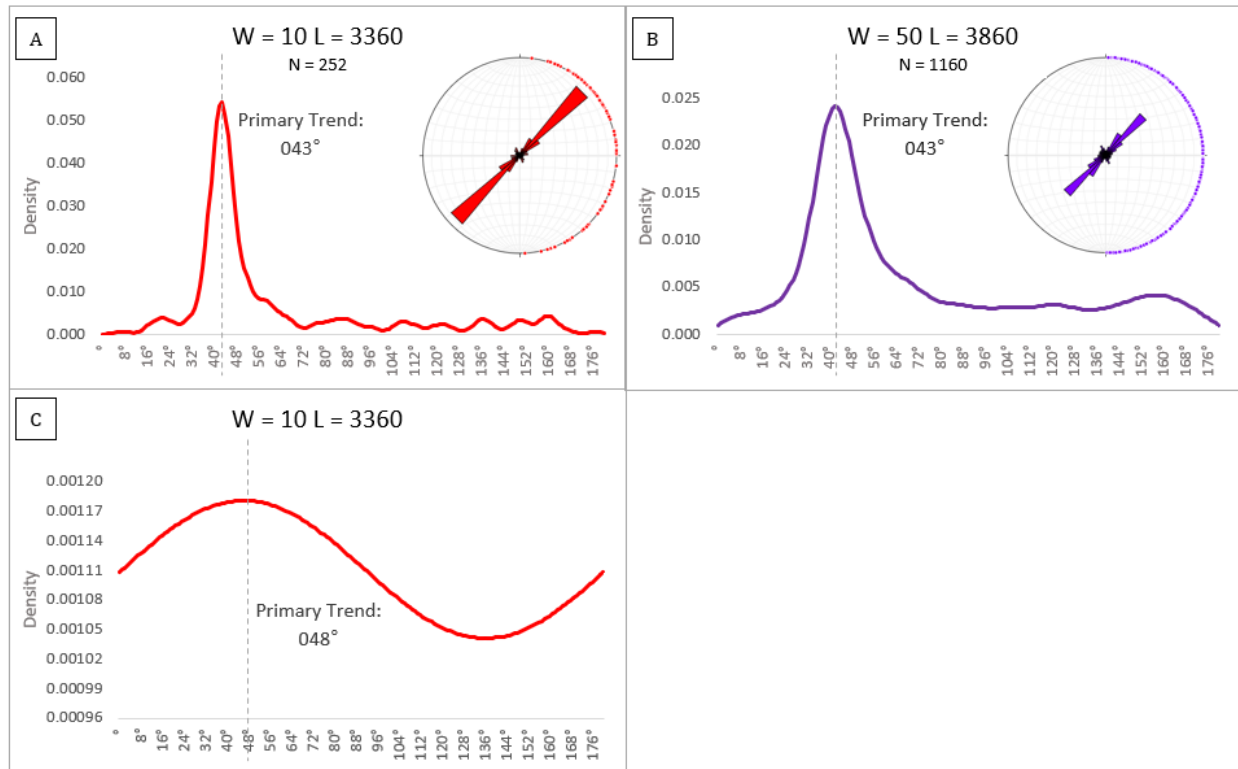 A
W = 10 L = 3360
N = 252
0.060
0.050
0.040
0.030
0.020
0.010
0.000
Density
Primary Trend:
043°
° 8° 16° 24° 32° 40° 48° 56° 64° 72° 80° 88° 96° 104° 112° 120° 128° 136° 144° 152° 160° 168° 176°
B
W = 50 L = 3860
N = 1160
0.025
0.020
0.015
0.010
0.005
0.000
Density
Primary Trend:
043°
° 8° 16° 24° 32° 40° 48° 56° 64° 72° 80° 88° 96° 104° 112° 120° 128° 136° 144° 152° 160° 168° 176°
C
W = 10 L = 3360
0.00120
0.00117
0.00114
0.00111
0.00108
0.00105
0.00102
0.00099
0.00096
Density
Primary Trend:
048°
° 8° 16° 24° 32° 40° 48° 56° 64° 72° 80° 88° 96° 104° 112° 120° 128° 136° 144° 152° 160° 168° 176°